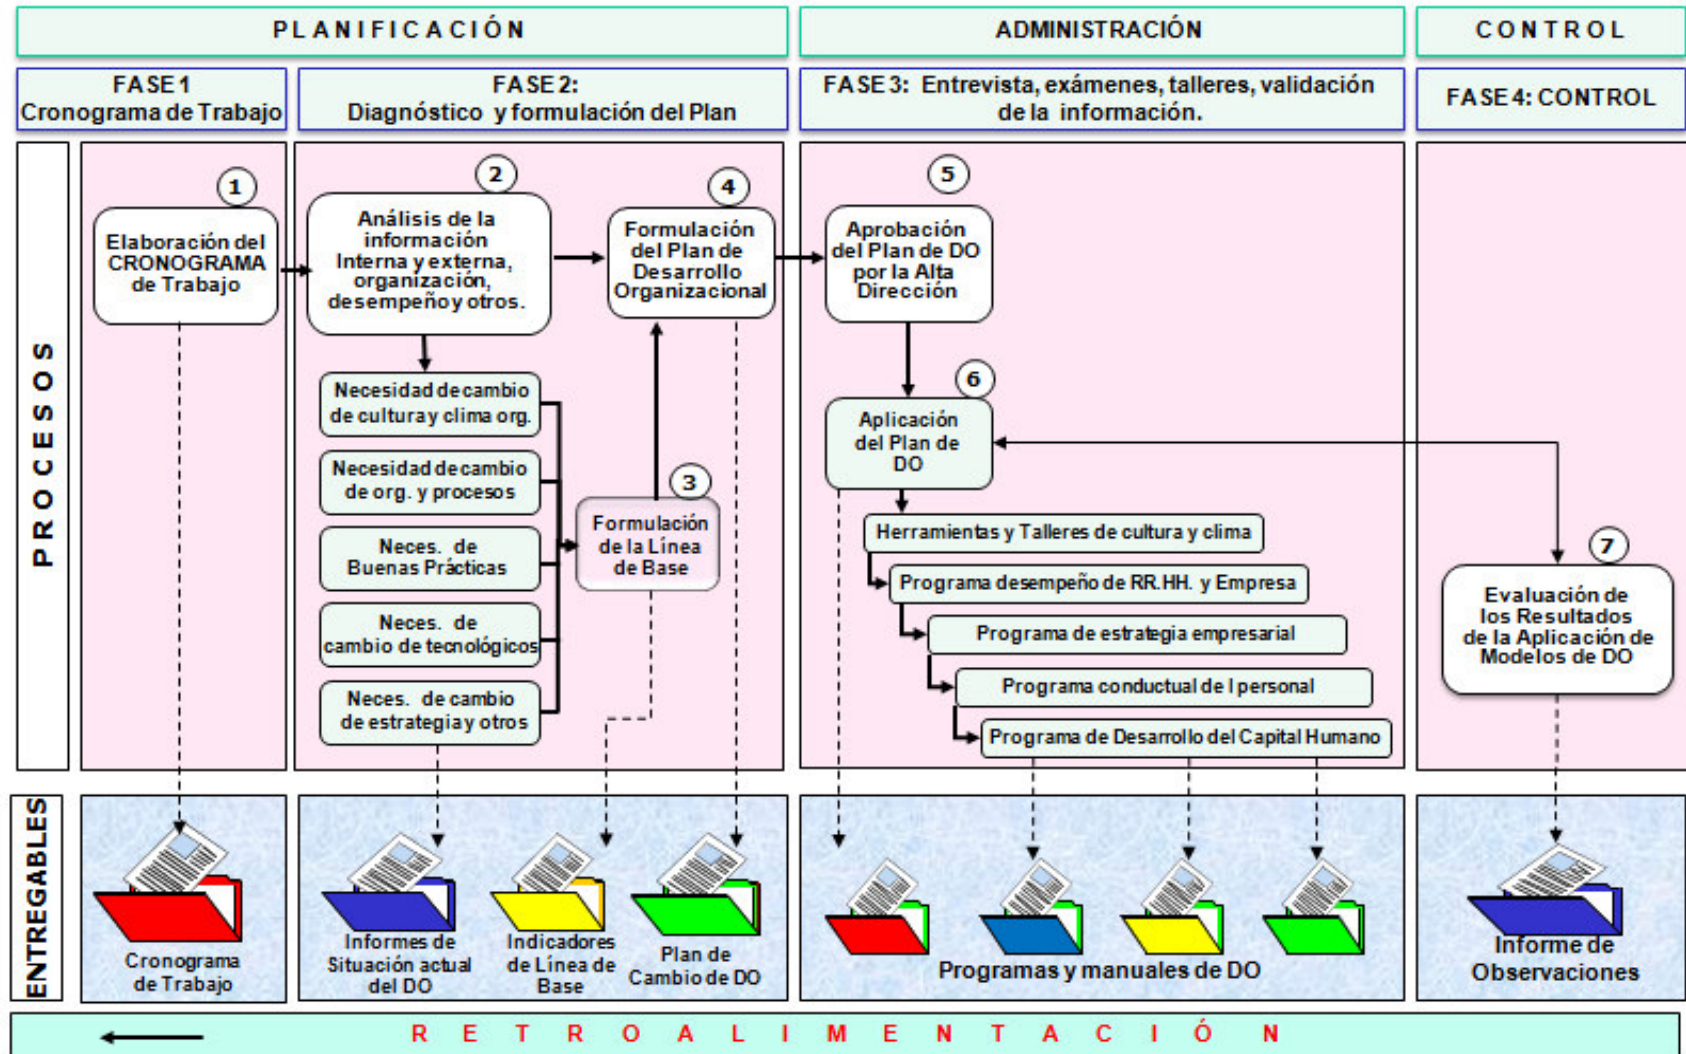 PLANIFICACIÓN
ADMINISTRACIÓN
CONTROL
FASE 1
Cronograma de Trabajo
FASE 2:
Diagnóstico y formulación del Plan
FASE 3: Entrevista, exámenes, talleres, validación
de la información.
FASE 4: CONTROL
PROCESOS
1
Elaboración del
CRONOGRAMA
de Trabajo
2
Análisis de la
información
Interna y externa,
organización,
desempeño y otros.
Necesidad de cambio
de cultura y clima org.
Necesidad de cambio
de org. y procesos
Neces. de
Buenas Prácticas
Neces. de
cambio de tecnológicos
Neces. de cambio
de estrategia y otros
3
Formulación
de la Línea
de Base
4
Formulación
del Plan de
Desarrollo
Organizacional
5
Aprobación
del Plan de DO
por la Alta
Dirección
6
Aplicación
del Plan de
DO
Herramientas y Talleres de cultura y clima
Programa desempeño de RR.HH. y Empresa
Programa de estrategia empresarial
Programa conductual de l personal
Programa de Desarrollo del Capital Humano
7
Evaluación de
los Resultados
de la Aplicación de
Modelos de DO
ENTREGABLES
Cronograma
de Trabajo
Informes de
Situación actual
del DO
Indicadores
de Línea de
Base
Plan de
Cambio de DO
Programas y manuales de DO
Informe de
Observaciones
RETROALIMENTACIÓN